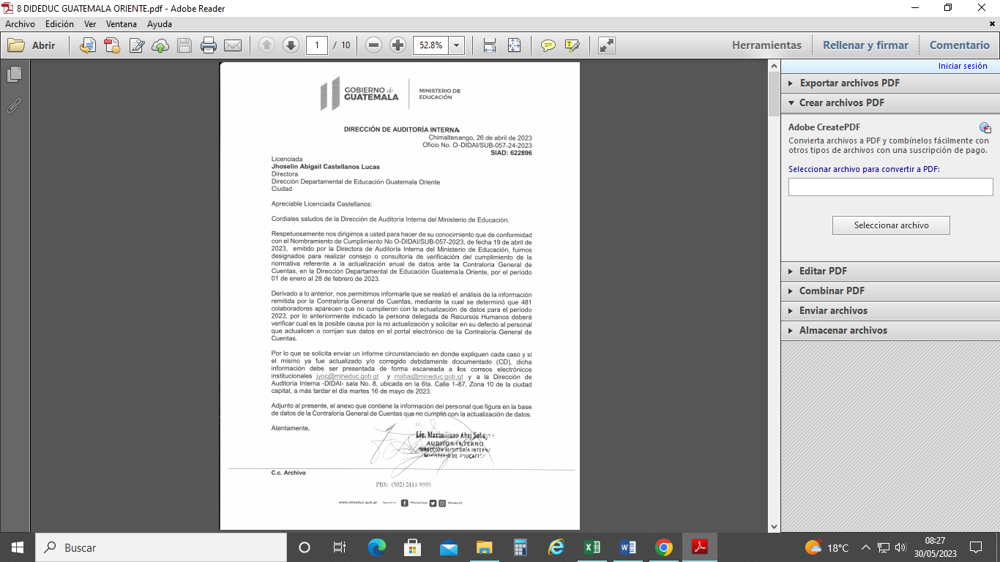 8 DIDEDUC GUATEMALA ORIENTE.pdf - Adobe Reader
Archivo Edición Ver Ventana Ayuda
Abrir 1 / 10 52.8% Herramientas Rellenar y firmar Comentario
Iniciar sesión
Exportar archivos PDF
Crear archivos PDF
Adobe CreatePDF
Convierta archivos a PDF y combínelos fácilmente con
otros tipos de archivos con una suscripción de pago.
Seleccionar archivo para convertir a PDF:
Seleccionar archivo
Editar PDF
Combinar PDF
Enviar archivos
Almacenar archivos
GOBIERNO de
GUATEMALA
MINISTERIO DE
EDUCACIÓN
DIRECCIÓN DE AUDITORÍA INTERNA
Chimaltenango, 26 de abril de 2023
Oficio No. O-DIDAI/SUB-057-24-2023
SIAD: 622896
Licenciada
Jhoselin Abigail Castellanos Lucas
Directora
Dirección Departamental de Educación Guatemala Oriente
Ciudad
Apreciable Licenciada Castellanos:
Cordiales saludos de la Dirección de Auditoría Interna del Ministerio de Educación.
Respetuosamente nos dirigimos a usted para hacer de su conocimiento que de conformidad
con el Nombramiento de Cumplimiento No O-DIDAI/SUB-057-2023, de fecha 19 de abril de
2023, emitido por la Directora de Auditoría Interna del Ministerio de Educación, fuimos
designados para realizar consejo o consultoría de verificación del cumplimiento de la
normativa referente a la actualización anual de datos ante la Contraloría General de
Cuentas, en la Dirección Departamental de Educación Guatemala Oriente, por el período
01 de enero al 28 de febrero de 2023.
Derivado a lo anterior, nos permitimos informarle que se realizó el análisis de la información
remitida por la Contraloría General de Cuentas, mediante la cual se determinó que 481
colaboradores aparecen que no cumplieron con la actualización de datos para el período
2023, por lo anteriormente indicado la persona delegada de Recursos Humanos deberá
verificar cual es la posible causa por la no actualización y solicitar en su defecto al personal
que actualicen o corrijan sus datos en el portal electrónico de la Contraloría General de
Cuentas.
Por lo que se solicita enviar un informe circunstanciado en donde expliquen cada caso y si
el mismo ya fue actualizado y/o corregido debidamente documentado (CD), dicha
información debe ser presentada de forma escaneada a los correos electrónicos
institucionales jyoc@mineduc.gob.gt y mabaj@mineduc.gob.gt y a la Dirección de
Auditoría Interna -DIDAI- sala No. 8, ubicada en la 6ta. Calle 1-87, Zona 10 de la ciudad
capital, a más tardar el día martes 16 de mayo de 2023.
Adjunto al presente, el anexo que contiene la información del personal que figura en la base
de datos de la Contraloría General de Cuentas que no cumplió con la actualización de datos.
Atentamente,
Lic. Maximiliano Abaj
AUDITOR INTERNO
DIRECCIÓN AUDITORÍA INTERNA
MINISTERIO DE EDUCACIÓN
C.c. Archivo
PBX: (502) 2411-9595
www.mineduc.gob.gt
Buscar
18°C
08:27
30/05/2023